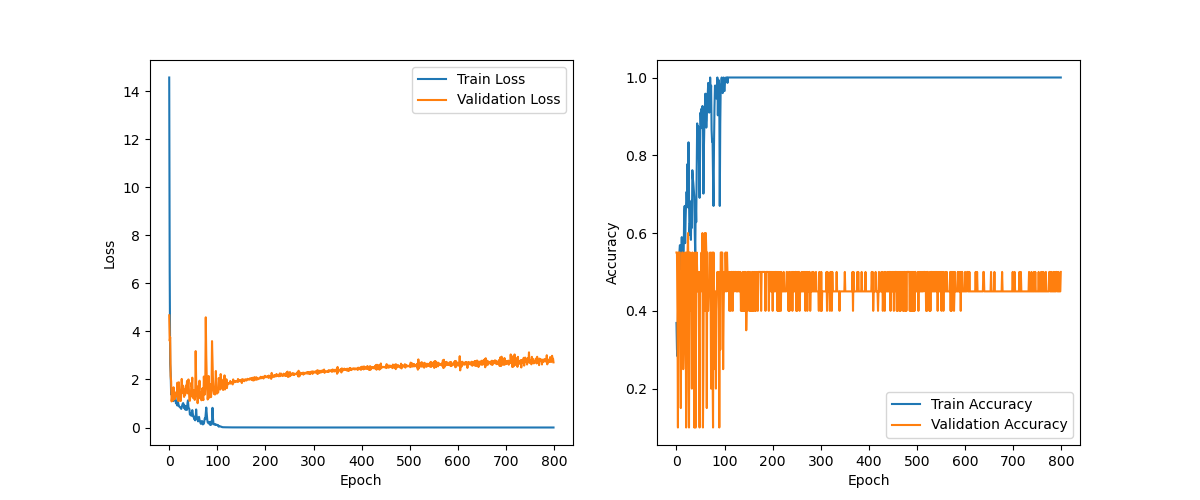 Train Loss
Validation Loss
14
12
10
8
6
4
2
0
Loss
0 100 200 300 400 500 600 700 800
Epoch
1.0
0.8
0.6
0.4
0.2
Accuracy
Train Accuracy
Validation Accuracy
0 100 200 300 400 500 600 700 800
Epoch